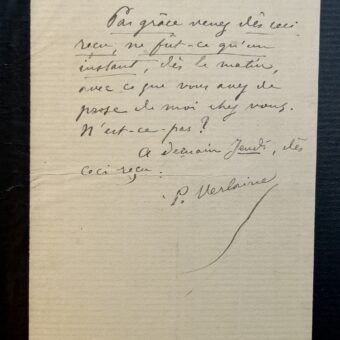 Par grâce venez dès ceci
reçu, ne fût-ce qu'un
instant, dès le matin,
avec ce que vous avez de
prose de moi chez vous.
N'est-ce-pas ?
A demain Jeudi, dès
ceci reçu.
P. Verlaine